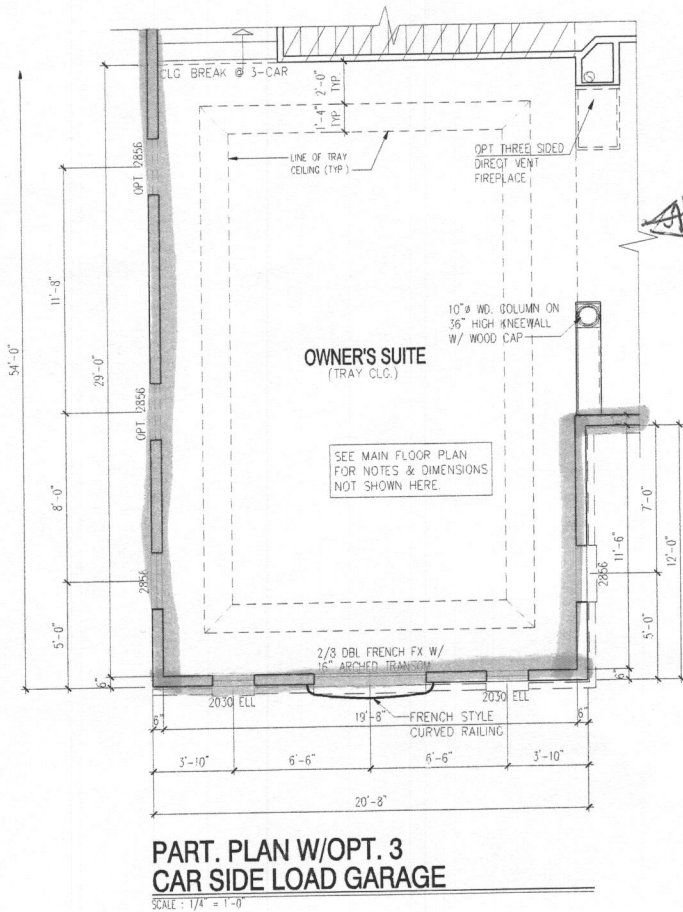 CLG BREAK @ 3-CAR
2'-0" TYP.
1'-4" TYP.
LINE OF TRAY
CEILING (TYP.)
OPT THREE SIDED
DIRECT VENT
FIREPLACE
OPT 2856
11'-8"
54'-0"
29'-0"
10"ø WD. COLUMN ON
36" HIGH KNEEWALL
W/ WOOD CAP
OWNER'S SUITE
(TRAY CLG.)
OPT 2856
SEE MAIN FLOOR PLAN
FOR NOTES & DIMENSIONS
NOT SHOWN HERE.
8'-0"
7'-0"
11'-6"
12'-0"
2856
2856
5'-0"
5'-0"
2/8 DBL FRENCH FX W/
16" ARCHED TRANSOM
6"
6"
2030 ELL
2030 ELL
6"
19'-8"
6"
FRENCH STYLE
CURVED RAILING
3'-10"
6'-6"
6'-6"
3'-10"
20'-8"
PART. PLAN W/OPT. 3
CAR SIDE LOAD GARAGE
SCALE : 1/4" = 1'-0"